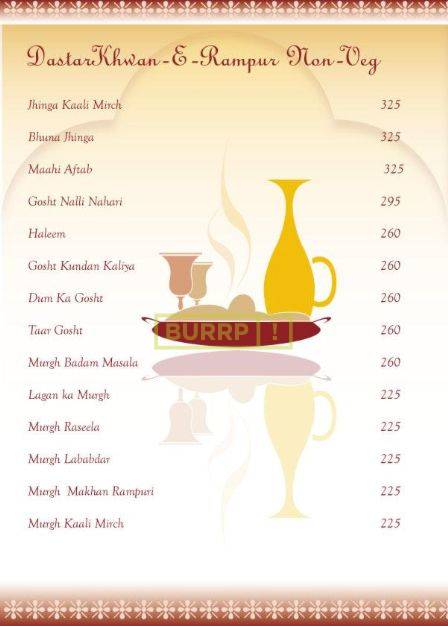 DastarKhwan-E-Rampur Non-Veg
Jhinga Kaali Mirch 325
Bhuna Jhinga 325
Maahi Aftab 325
Gosht Nalli Nahari 295
Haleem 260
Gosht Kundan Kaliya 260
Dum Ka Gosht 260
Taar Gosht 260
BURRP!
Murgh Badam Masala 260
Lagan ka Murgh 225
Murgh Raseela 225
Murgh Lababdar 225
Murgh Makhan Rampuri 225
Murgh Kaali Mirch 225